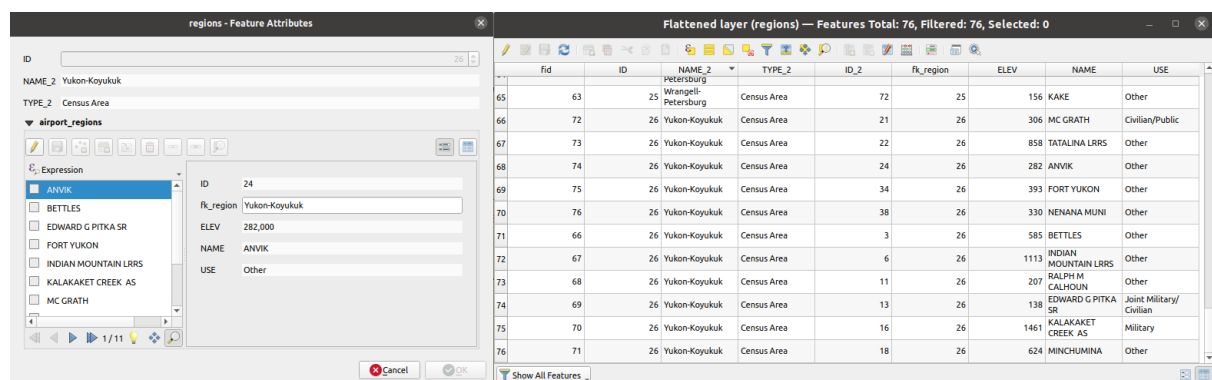 regions - Feature Attributes
ID 26
NAME_2 Yukon-Koyukuk
TYPE_2 Census Area
airport_regions
Expression
ANVIK
BETTLES
EDWARD G PITKA SR
FORT YUKON
INDIAN MOUNTAIN LRRS
KALAKAKET CREEK AS
MC GRATH
1 / 11
ID 24
fk_region Yukon-Koyukuk
ELEV 282,000
NAME ANVIK
USE Other
Cancel OK
Flattened layer (regions) — Features Total: 76, Filtered: 76, Selected: 0
fid ID NAME_2 TYPE_2 ID_2 fk_region ELEV NAME USE
Petersburg
65 63 25 Wrangell-Petersburg Census Area 72 25 156 KAKE Other
66 72 26 Yukon-Koyukuk Census Area 21 26 306 MC GRATH Civilian/Public
67 73 26 Yukon-Koyukuk Census Area 22 26 858 TATALINA LRRS Other
68 74 26 Yukon-Koyukuk Census Area 24 26 282 ANVIK Other
69 75 26 Yukon-Koyukuk Census Area 34 26 393 FORT YUKON Other
70 76 26 Yukon-Koyukuk Census Area 38 26 330 NENANA MUNI Other
71 66 26 Yukon-Koyukuk Census Area 3 26 585 BETTLES Other
72 67 26 Yukon-Koyukuk Census Area 6 26 1113 INDIAN MOUNTAIN LRRS Other
73 68 26 Yukon-Koyukuk Census Area 11 26 207 RALPH M CALHOUN Other
74 69 26 Yukon-Koyukuk Census Area 13 26 138 EDWARD G PITKA SR Joint Military/Civilian
75 70 26 Yukon-Koyukuk Census Area 16 26 1461 KALAKAKET CREEK AS Military
76 71 26 Yukon-Koyukuk Census Area 18 26 624 MINCHUMINA Other
Show All Features